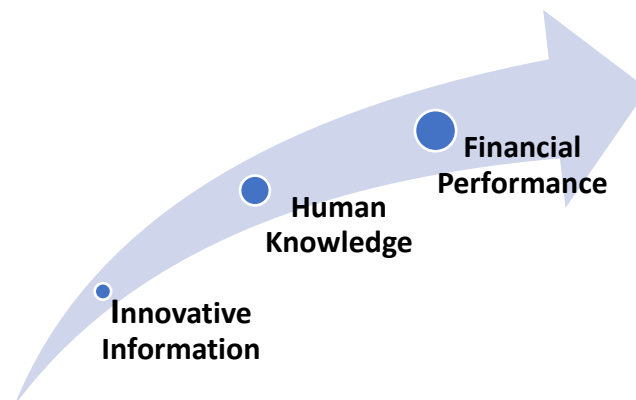 Financial
Performance
Human
Knowledge
Innovative
Information